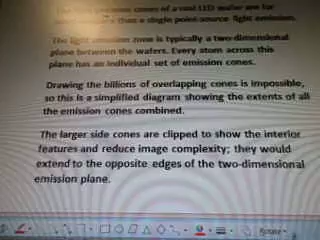 emission cones of a real LED wafer are far
than a single point-source light emission.
The light emission zone is typically a two-dimensional
plane between the wafers. Every atom across this
plane has an individual set of emission cones.
Drawing the billions of overlapping cones is impossible,
so this is a simplified diagram showing the extents of all
the emission cones combined.
The larger side cones are clipped to show the interior
features and reduce image complexity; they would
extend to the opposite edges of the two-dimensional
emission plane.
Rotate